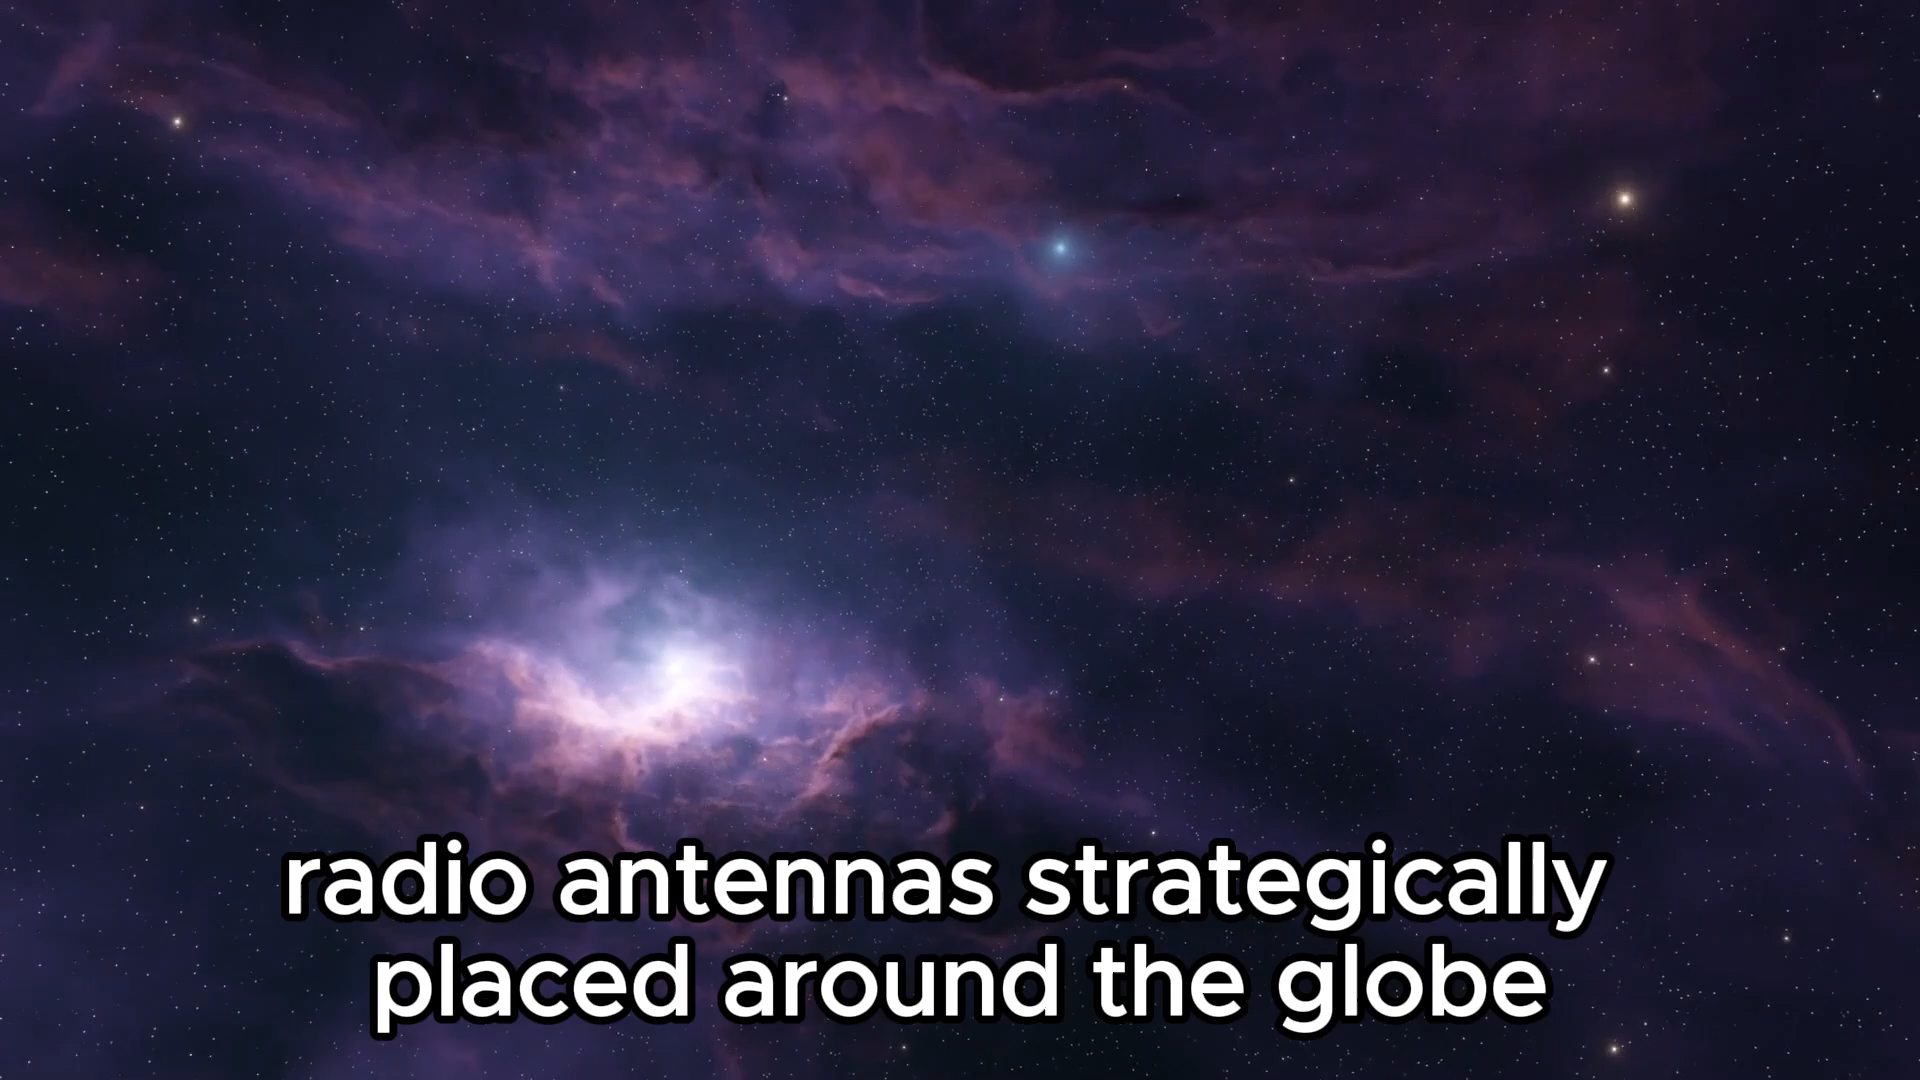 radio antennas strategically
placed around the globe